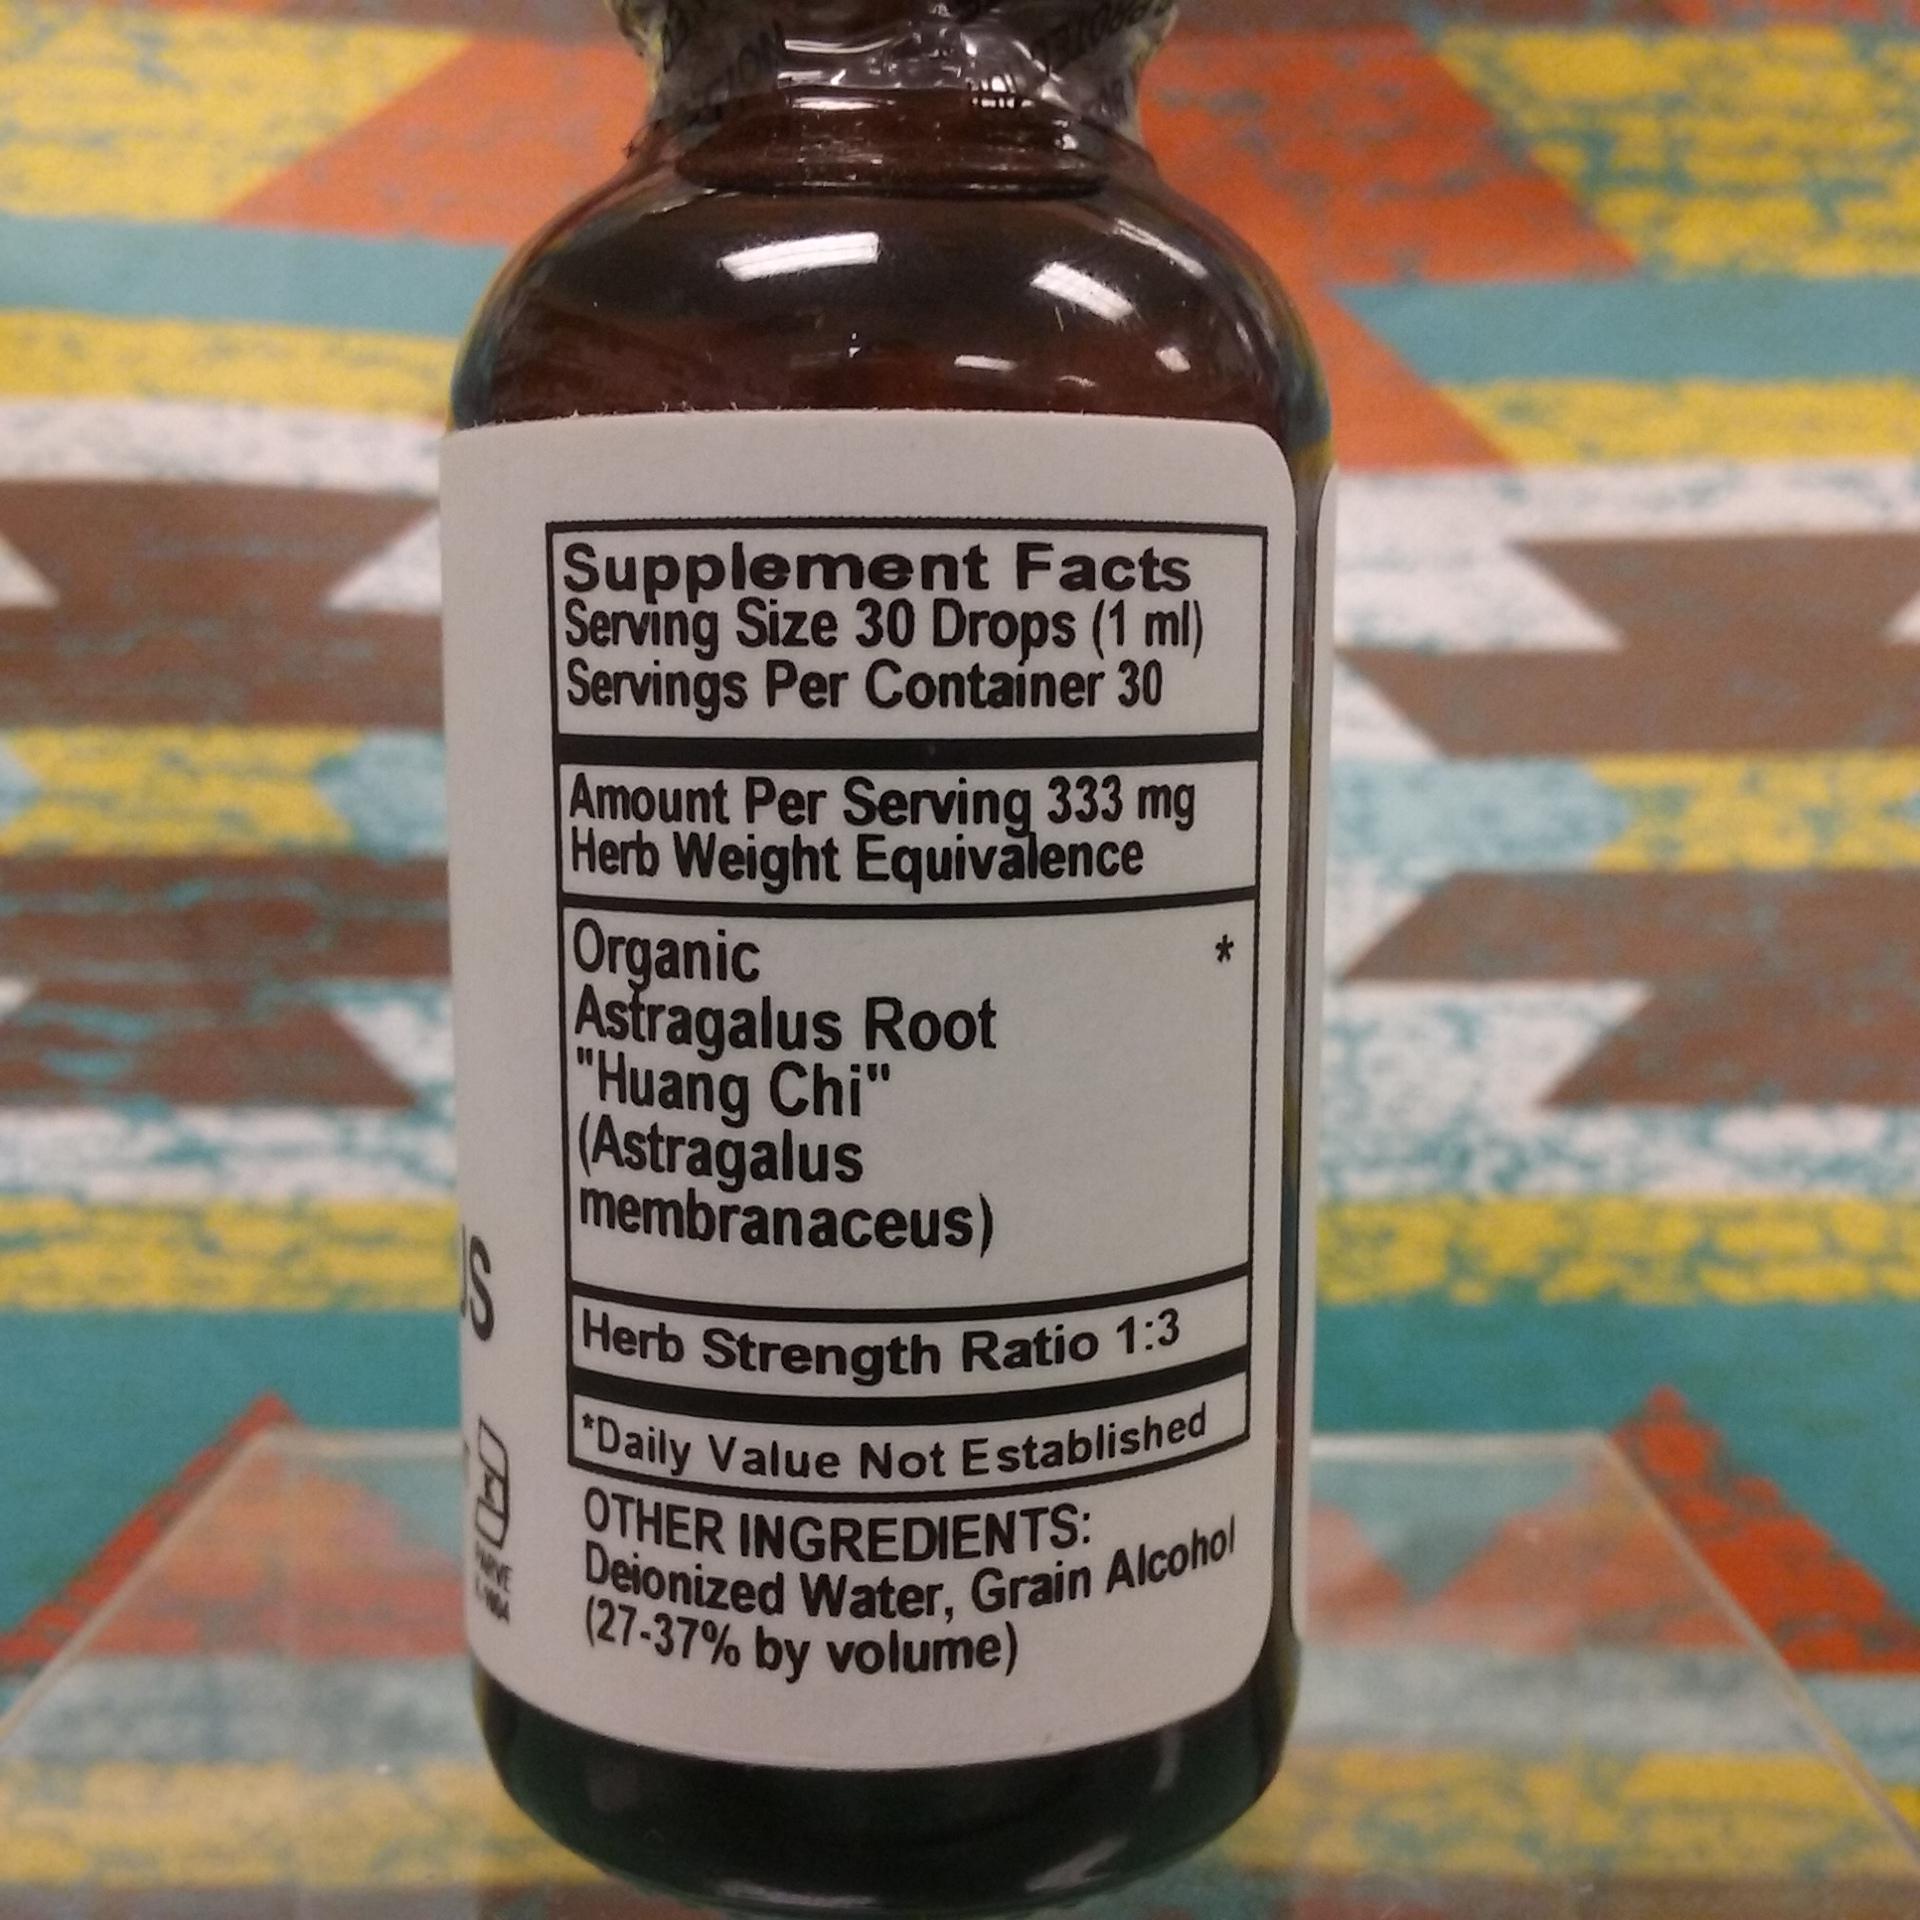 Supplement Facts
Serving Size 30 Drops (1 ml)
Servings Per Container 30
Amount Per Serving 333 mg
Herb Weight Equivalence
Organic *
Astragalus Root
"Huang Chi"
(Astragalus
membranaceus)
Herb Strength Ratio 1:3
*Daily Value Not Established
OTHER INGREDIENTS:
Deionized Water, Grain Alcohol
(27-37% by volume)